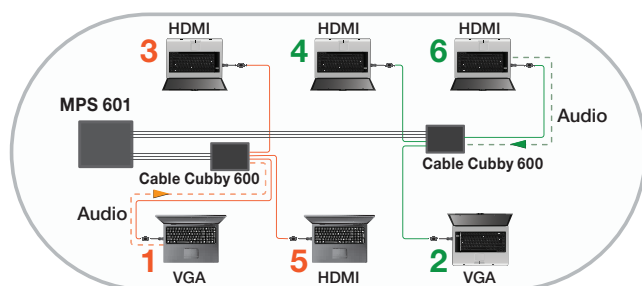 HDMI
HDMI
HDMI
3
4
6
MPS 601
Audio
Cable Cubby 600
Cable Cubby 600
Audio
1
5
2
VGA
HDMI
VGA